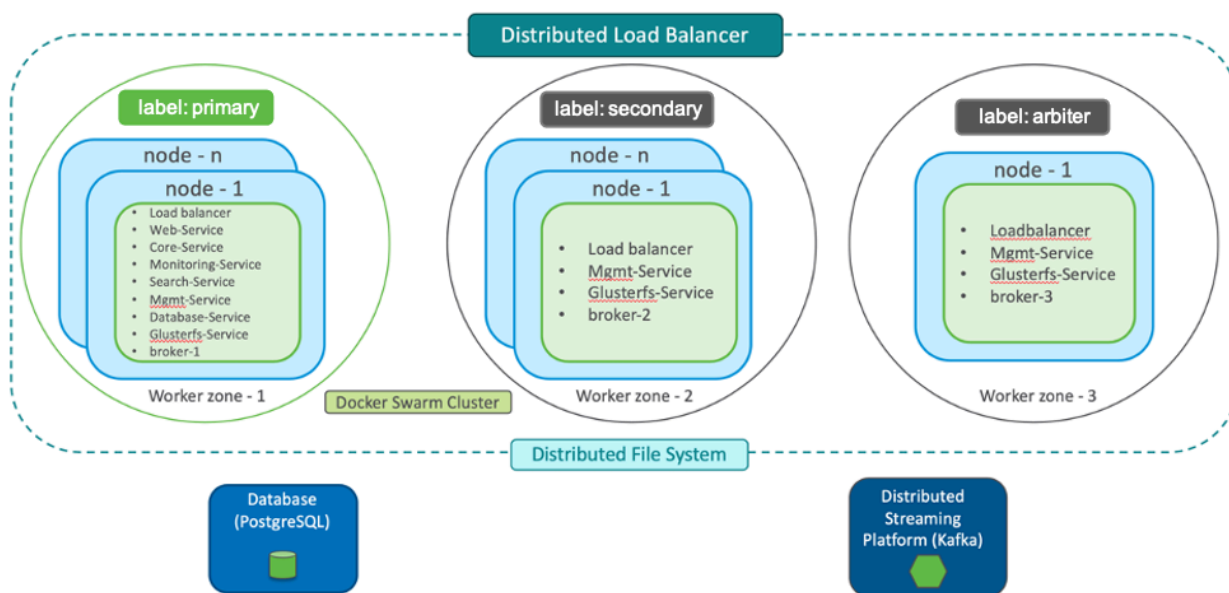 Distributed Load Balancer
label: primary
node - n
node - 1
• Load balancer
• Web-Service
• Core-Service
• Monitoring-Service
• Search-Service
• Mgmt-Service
• Database-Service
• Glusterfs-Service
• broker-1
Worker zone - 1
label: secondary
node - n
node - 1
• Load balancer
• Mgmt-Service
• Glusterfs-Service
• broker-2
Worker zone - 2
label: arbiter
node - 1
• Loadbalancer
• Mgmt-Service
• Glusterfs-Service
• broker-3
Worker zone - 3
Docker Swarm Cluster
Distributed File System
Database
(PostgreSQL)
Distributed
Streaming
Platform (Kafka)